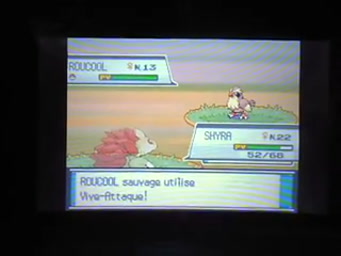 ROUCOOL ♀N.13
SHYRA ♀N.22
52/68
ROUCOOL sauvage utilise
Vive-Attaque!